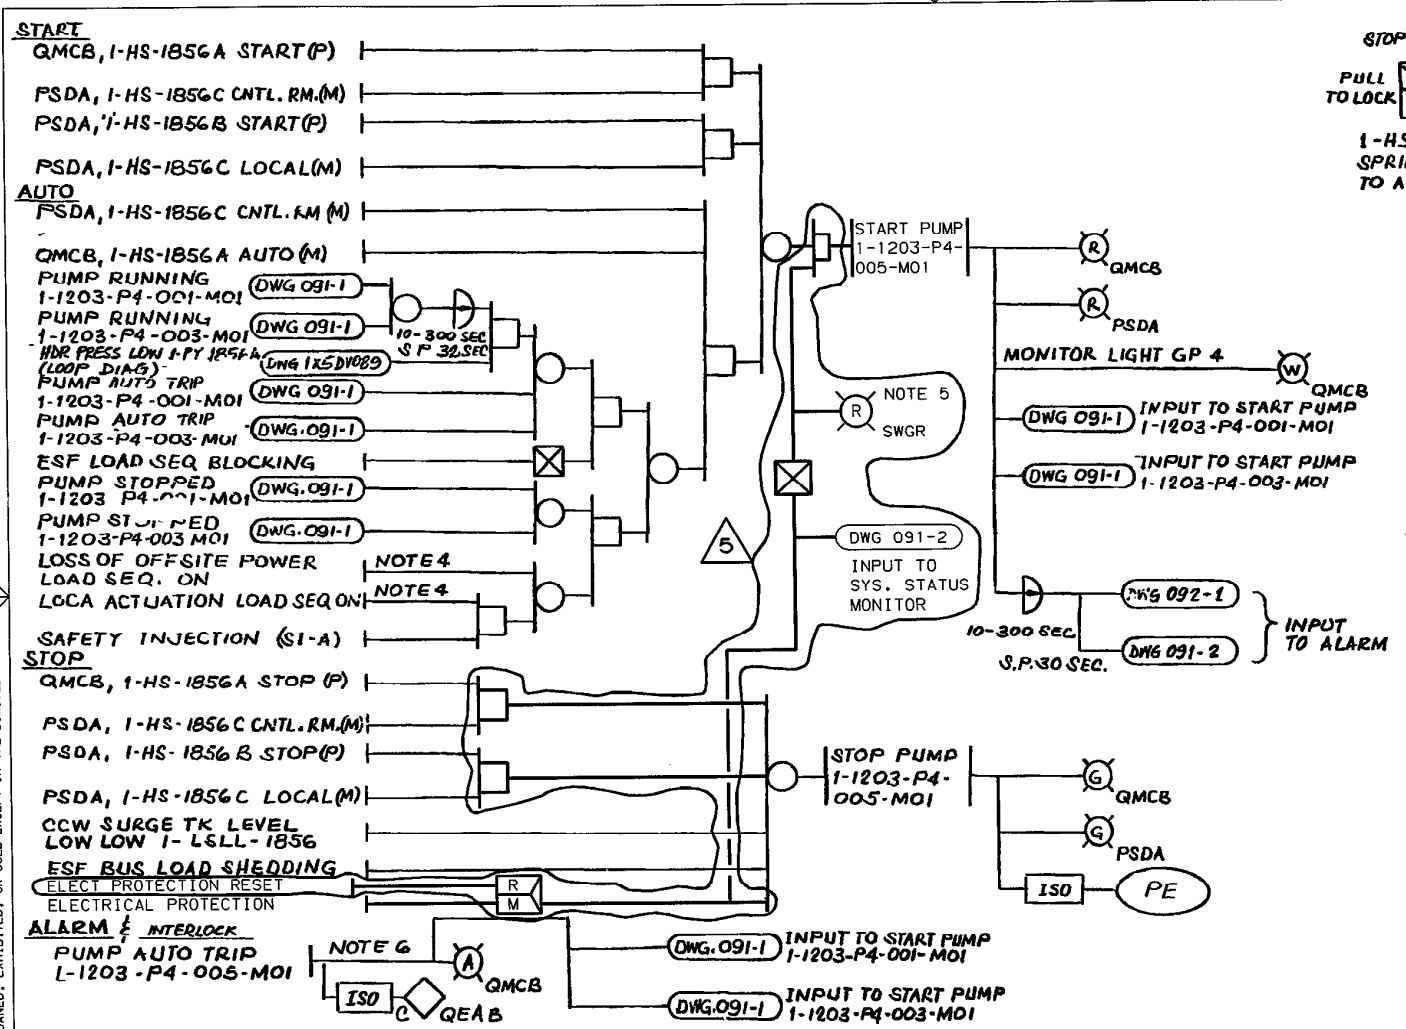 START
QMCB, 1-HS-1856A START(P)
PSDA, 1-HS-1856C CNTL. RM.(M)
PSDA, 1-HS-1856B START(P)
PSDA, 1-HS-1856C LOCAL(M)
AUTO
PSDA, 1-HS-1856C CNTL. RM (M)
QMCB, 1-HS-1856A AUTO(M)
PUMP RUNNING
1-1203-P4-001-M01
DWG 091-1
PUMP RUNNING
1-1203-P4-003-M01
DWG 091-1
10-300 SEC
S.P. 32SEC
HDR PRESS LOW 1-PY 1856A
(LOOP DIAG)
DWG 1X5DV089
PUMP AUTO TRIP
1-1203-P4-001-M01
DWG 091-1
PUMP AUTO TRIP
1-1203-P4-003-M01
DWG.091-1
ESF LOAD SEQ BLOCKING
PUMP STOPPED
1-1203 P4-001-M01
DWG.091-1
PUMP STOPPED
1-1203-P4-003 M01
DWG.091-1
LOSS OF OFFSITE POWER
LOAD SEQ. ON
NOTE 4
LOCA ACTUATION LOAD SEQ ON
NOTE 4
SAFETY INJECTION (SI-A)
STOP
QMCB, 1-HS-1856A STOP (P)
PSDA, 1-HS-1856C CNTL.RM.(M)
PSDA, 1-HS-1856B STOP(P)
PSDA, 1-HS-1856C LOCAL(M)
CCW SURGE TK LEVEL
LOW LOW 1-LSLL-1856
ESF BUS LOAD SHEDDING
ELECT PROTECTION RESET
R
ELECTRICAL PROTECTION
M
ALARM & INTERLOCK
PUMP AUTO TRIP
1-1203-P4-005-M01
NOTE 6
A
QMCB
ISO
C
QEAB
DWG.091-1
INPUT TO START PUMP
1-1203-P4-001-M01
DWG.091-1
INPUT TO START PUMP
1-1203-P4-003-M01
START PUMP
1-1203-P4-
005-M01
R
NOTE 5
SWGR
5
DWG 091-2
INPUT TO
SYS. STATUS
MONITOR
STOP PUMP
1-1203-P4-
005-M01
R
QMCB
R
PSDA
MONITOR LIGHT GP 4
W
QMCB
DWG 091-1
INPUT TO START PUMP
1-1203-P4-001-M01
DWG 091-1
INPUT TO START PUMP
1-1203-P4-003-M01
10-300 SEC.
S.P. 30 SEC.
DWG 092-1
DWG 091-2
INPUT
TO ALARM
G
QMCB
G
PSDA
ISO
PE
STOP
PULL
TO LOCK
1-HS
SPRI
TO A